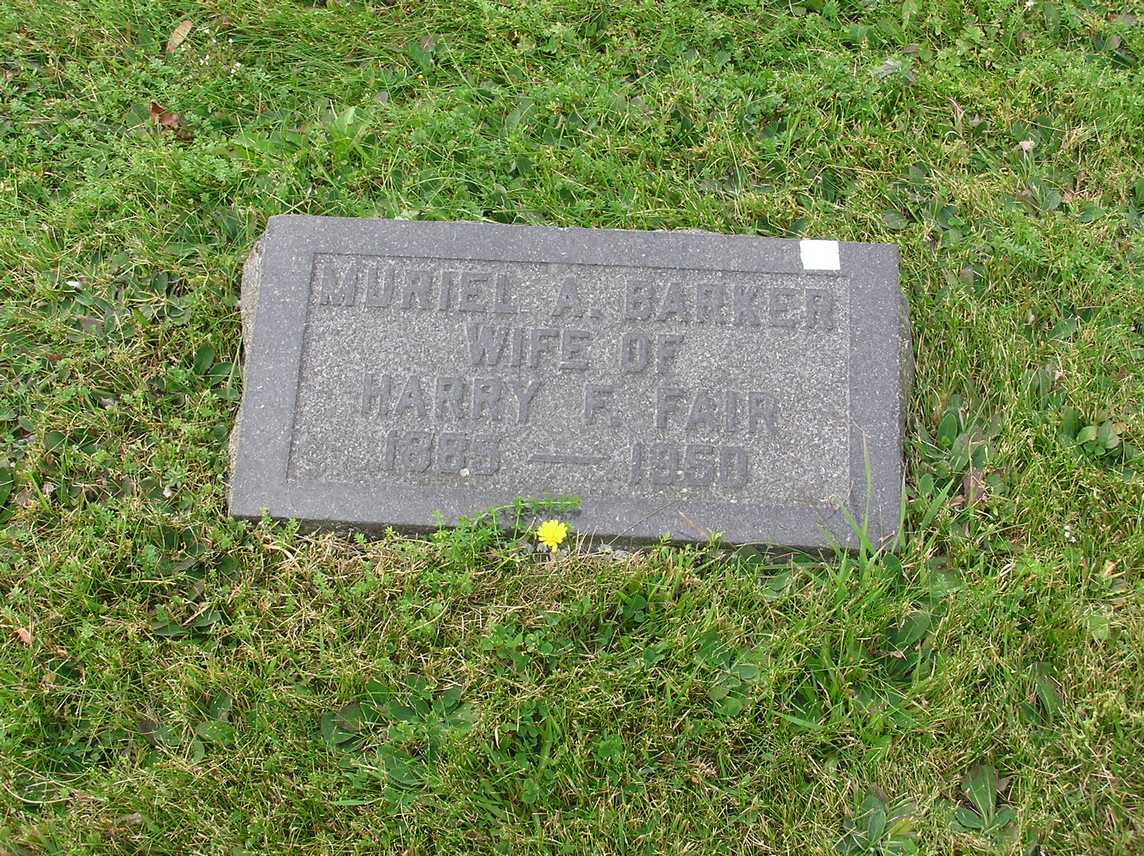 MURIEL A. BARKER
WIFE OF
HARRY F. FAIR
1885 — 1950